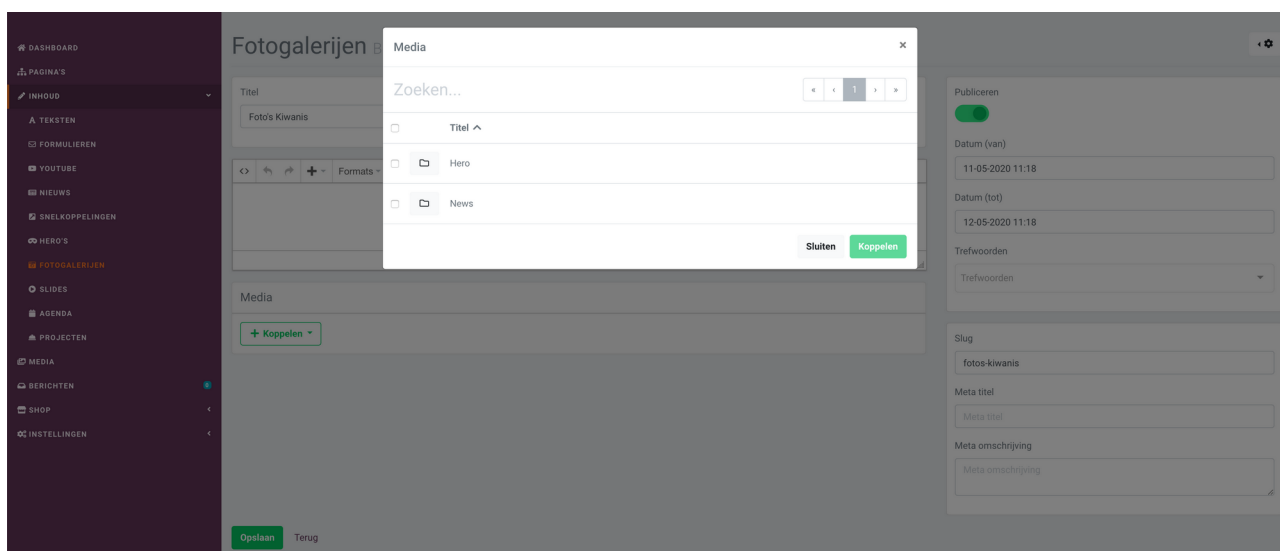 DASHBOARD
PAGINA'S
INHOUD
TEKSTEN
FORMULIEREN
YOUTUBE
NIEUWS
SNELKOPPELINGEN
HERO'S
FOTOGALERIJEN
SLIDES
AGENDA
PROJECTEN
MEDIA
BERICHTEN
SHOP
INSTELLINGEN
Fotogalerijen B
Titel
Foto's Kiwanis
Formats
Media
+ Koppelen
Opslaan Terug
Media ×
Zoeken...
« ‹ 1 › »
Titel
Hero
News
Sluiten Koppelen
Publiceren
Datum (van)
11-05-2020 11:18
Datum (tot)
12-05-2020 11:18
Trefwoorden
Trefwoorden
Slug
fotos-kiwanis
Meta titel
Meta titel
Meta omschrijving
Meta omschrijving